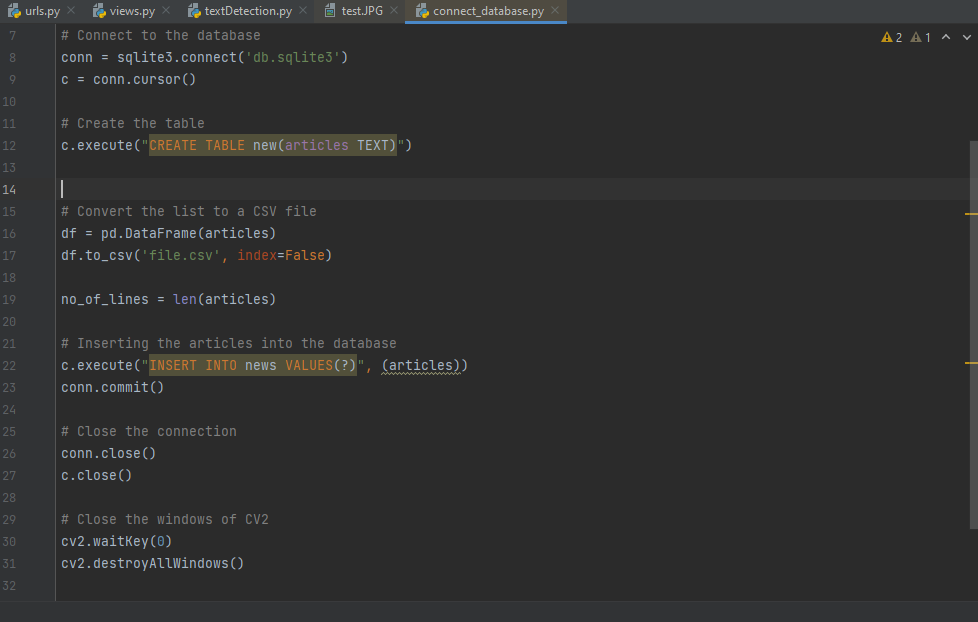 urls.py views.py textDetection.py test.JPG connect_database.py
7 # Connect to the database 2 1
8 conn = sqlite3.connect('db.sqlite3')
9 c = conn.cursor()
10
11 # Create the table
12 c.execute("CREATE TABLE new(articles TEXT)")
13
14
15 # Convert the list to a CSV file
16 df = pd.DataFrame(articles)
17 df.to_csv('file.csv', index=False)
18
19 no_of_lines = len(articles)
20
21 # Inserting the articles into the database
22 c.execute("INSERT INTO news VALUES(?)", (articles))
23 conn.commit()
24
25 # Close the connection
26 conn.close()
27 c.close()
28
29 # Close the windows of CV2
30 cv2.waitKey(0)
31 cv2.destroyAllWindows()
32